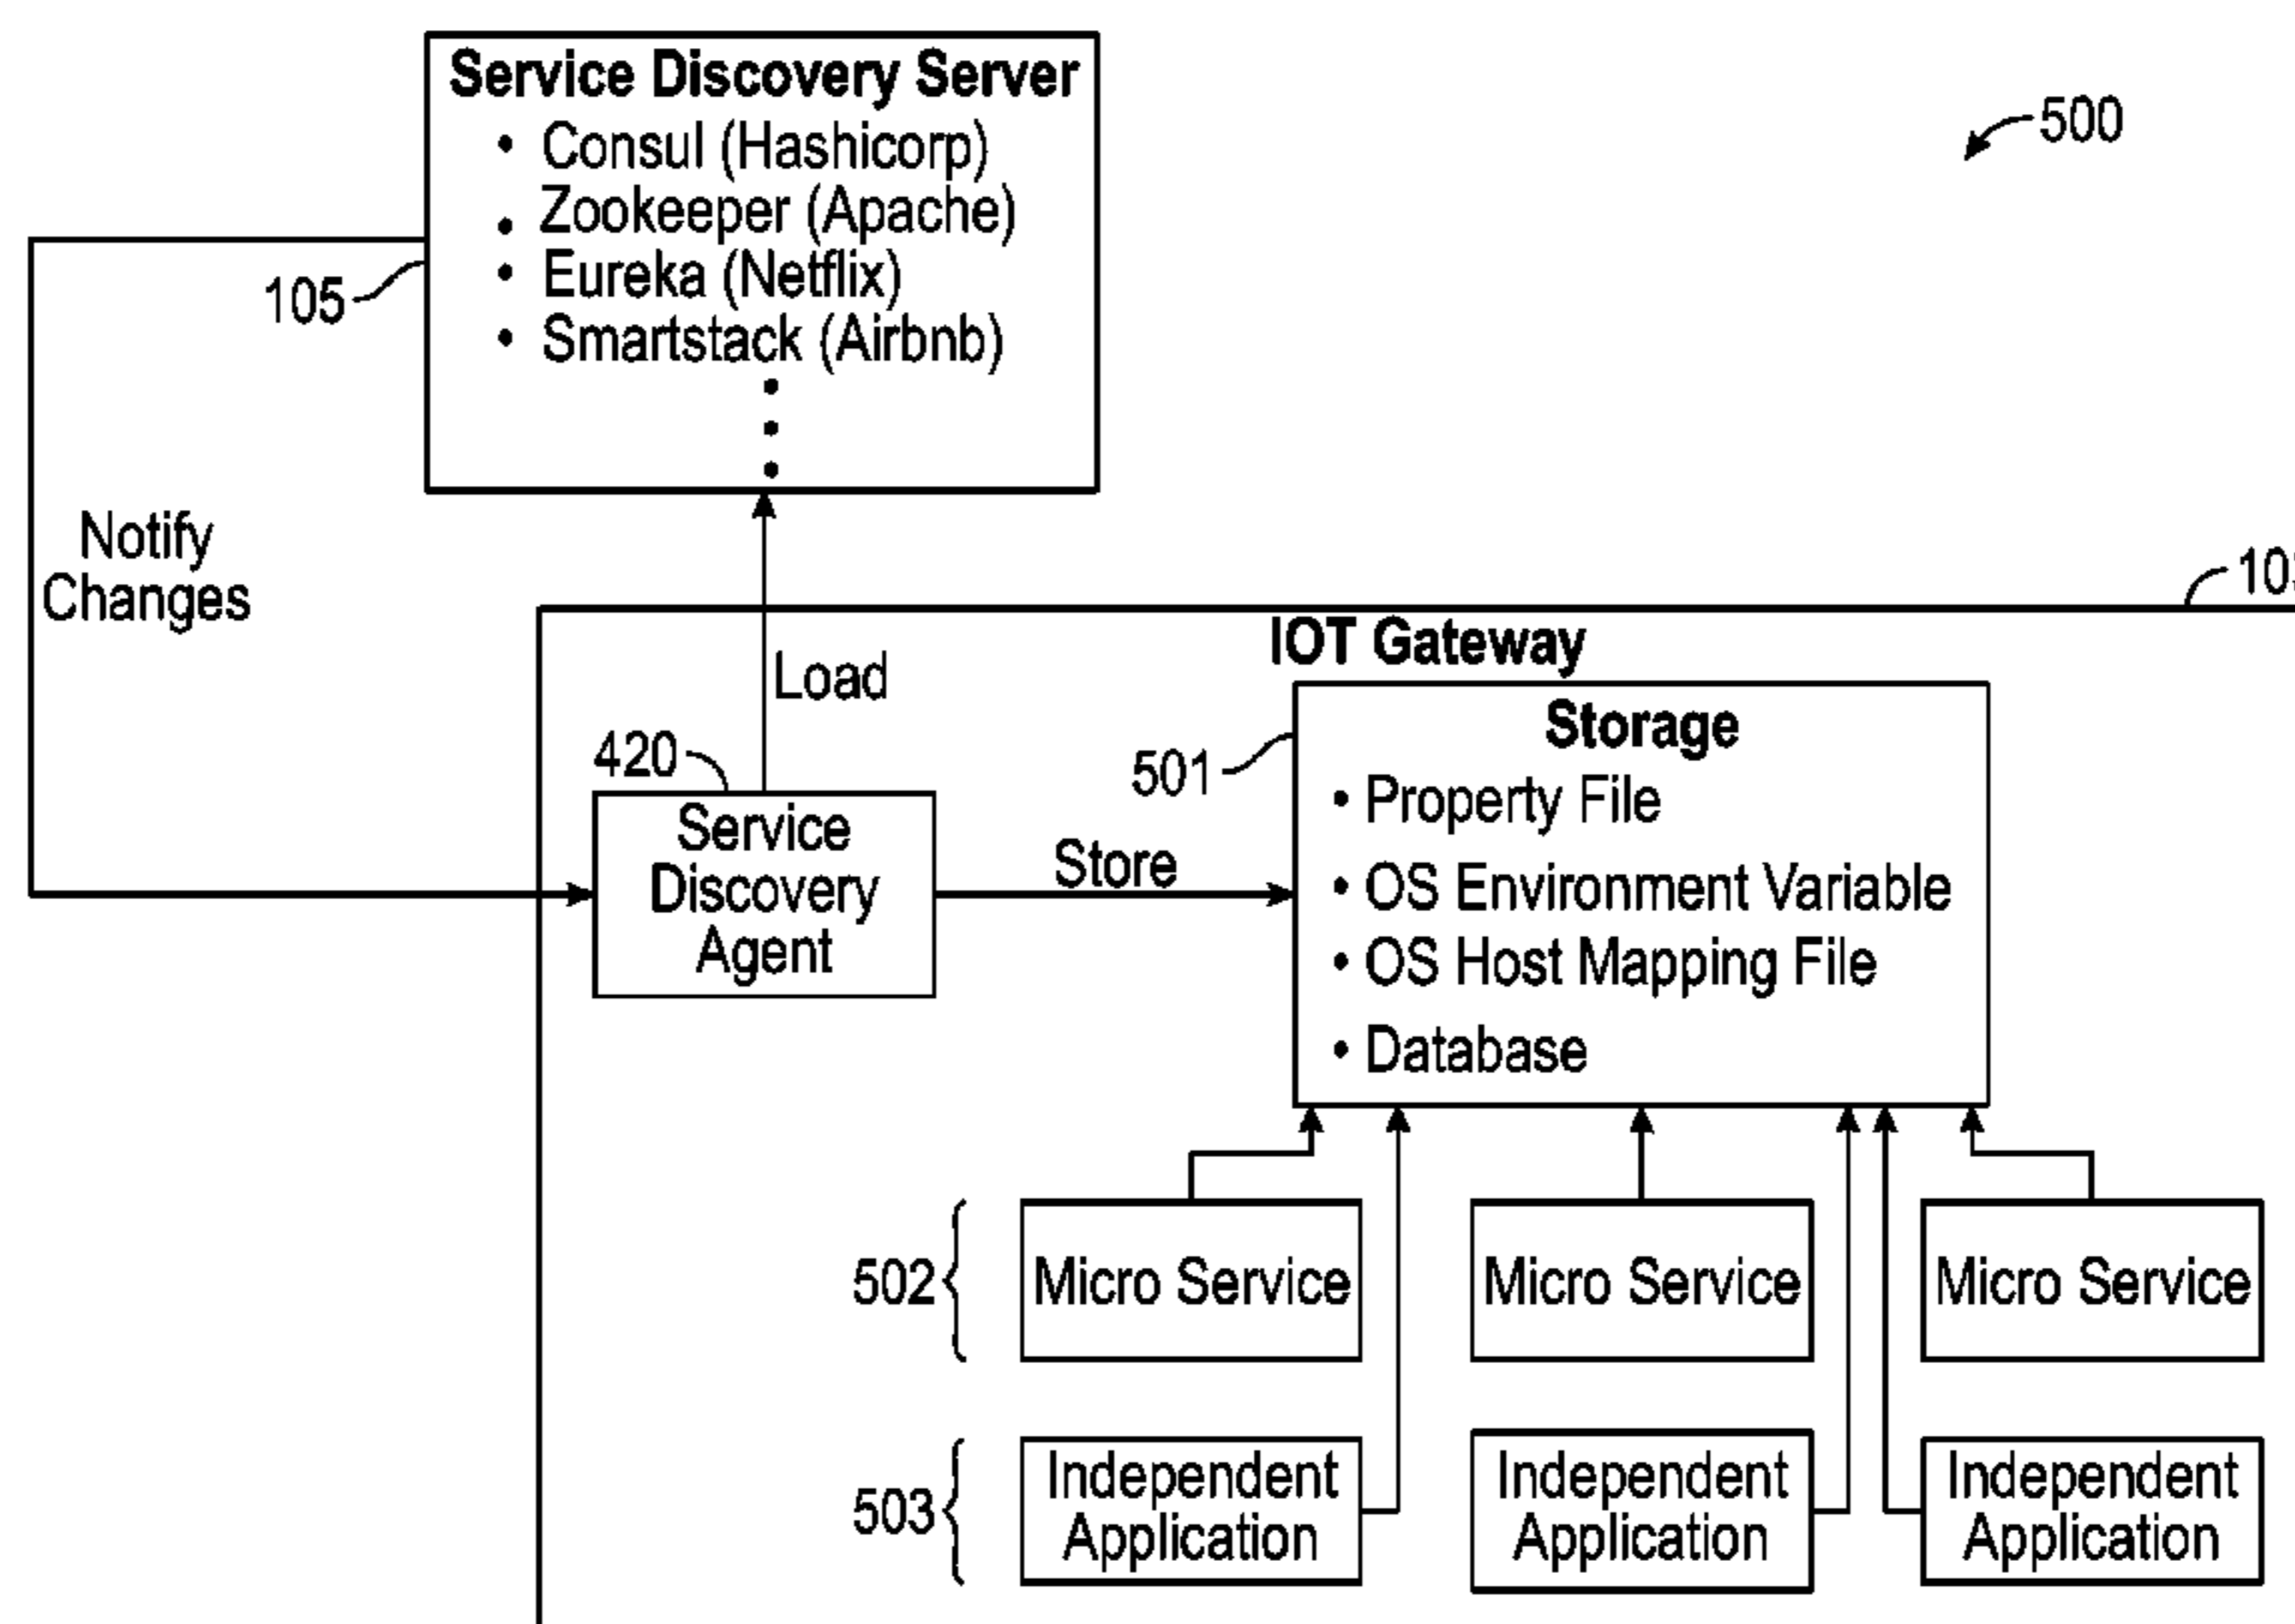 Service Discovery Server
• Consul (Hashicorp)
• Zookeeper (Apache)
• Eureka (Netflix)
• Smartstack (Airbnb)
500
105
Notify
Changes
IOT Gateway
Load
420
Service
Discovery
Agent
Store
501
Storage
• Property File
• OS Environment Variable
• OS Host Mapping File
• Database
502
Micro Service
Micro Service
Micro Service
503
Independent
Application
Independent
Application
Independent
Application